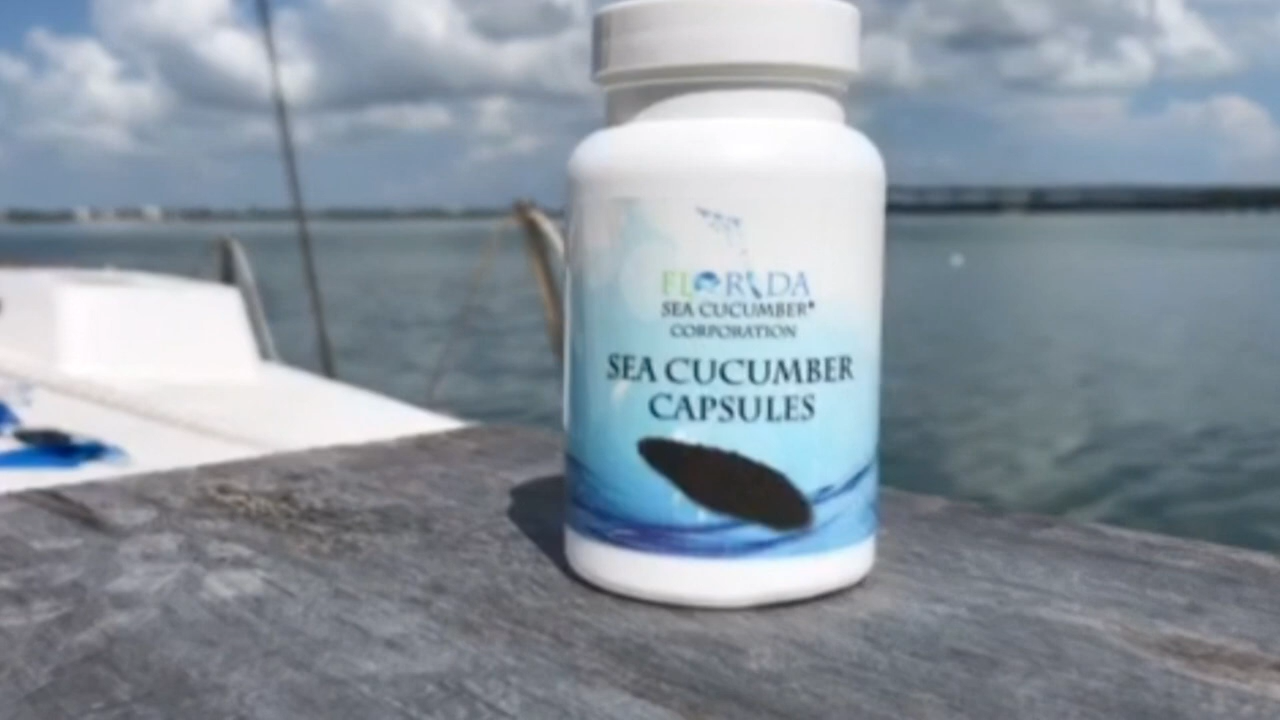 FLORIDA
SEA CUCUMBER®
CORPORATION
SEA CUCUMBER
CAPSULES